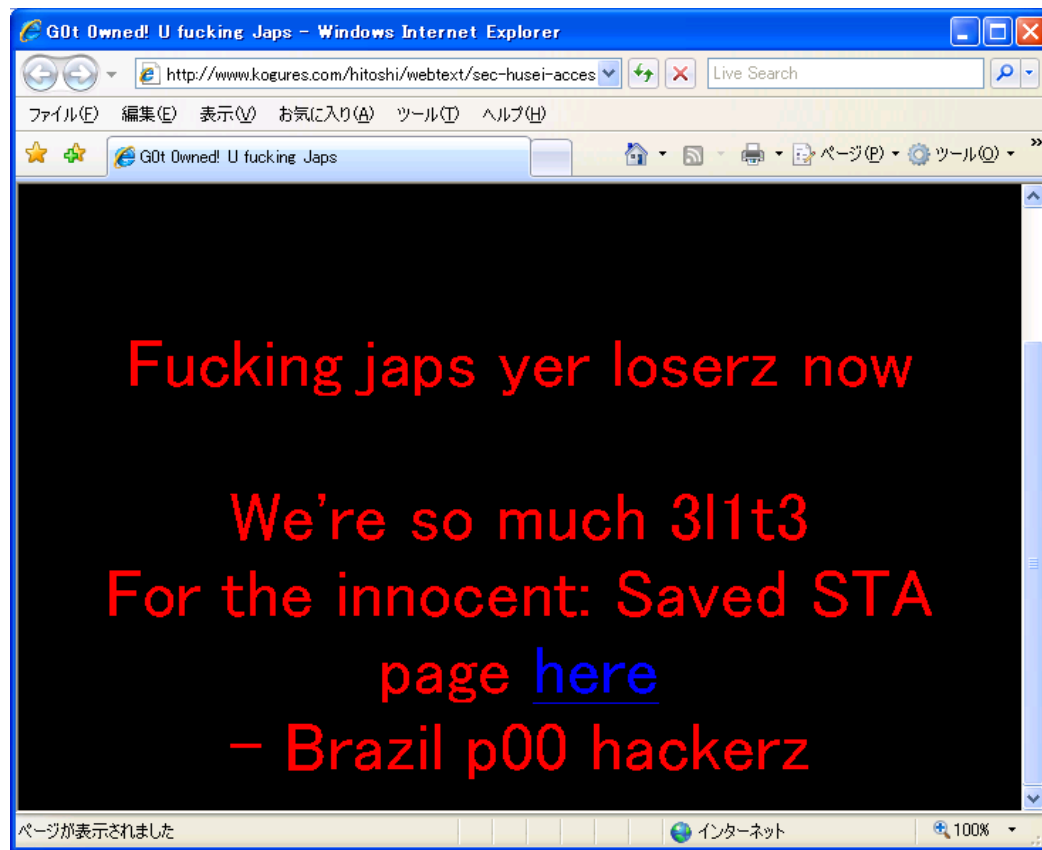 G0t 0wned! U fucking Japs - Windows Internet Explorer
http://www.kogures.com/hitoshi/webtext/sec-husei-acces
Live Search
ファイル(F) 編集(E) 表示(V) お気に入り(A) ツール(T) ヘルプ(H)
G0t 0wned! U fucking Japs
ページ(P) ツール(O) »
Fucking japs yer loserz now
We're so much 3l1t3
For the innocent: Saved STA
page here
- Brazil p00 hackerz
ページが表示されました
インターネット
100%